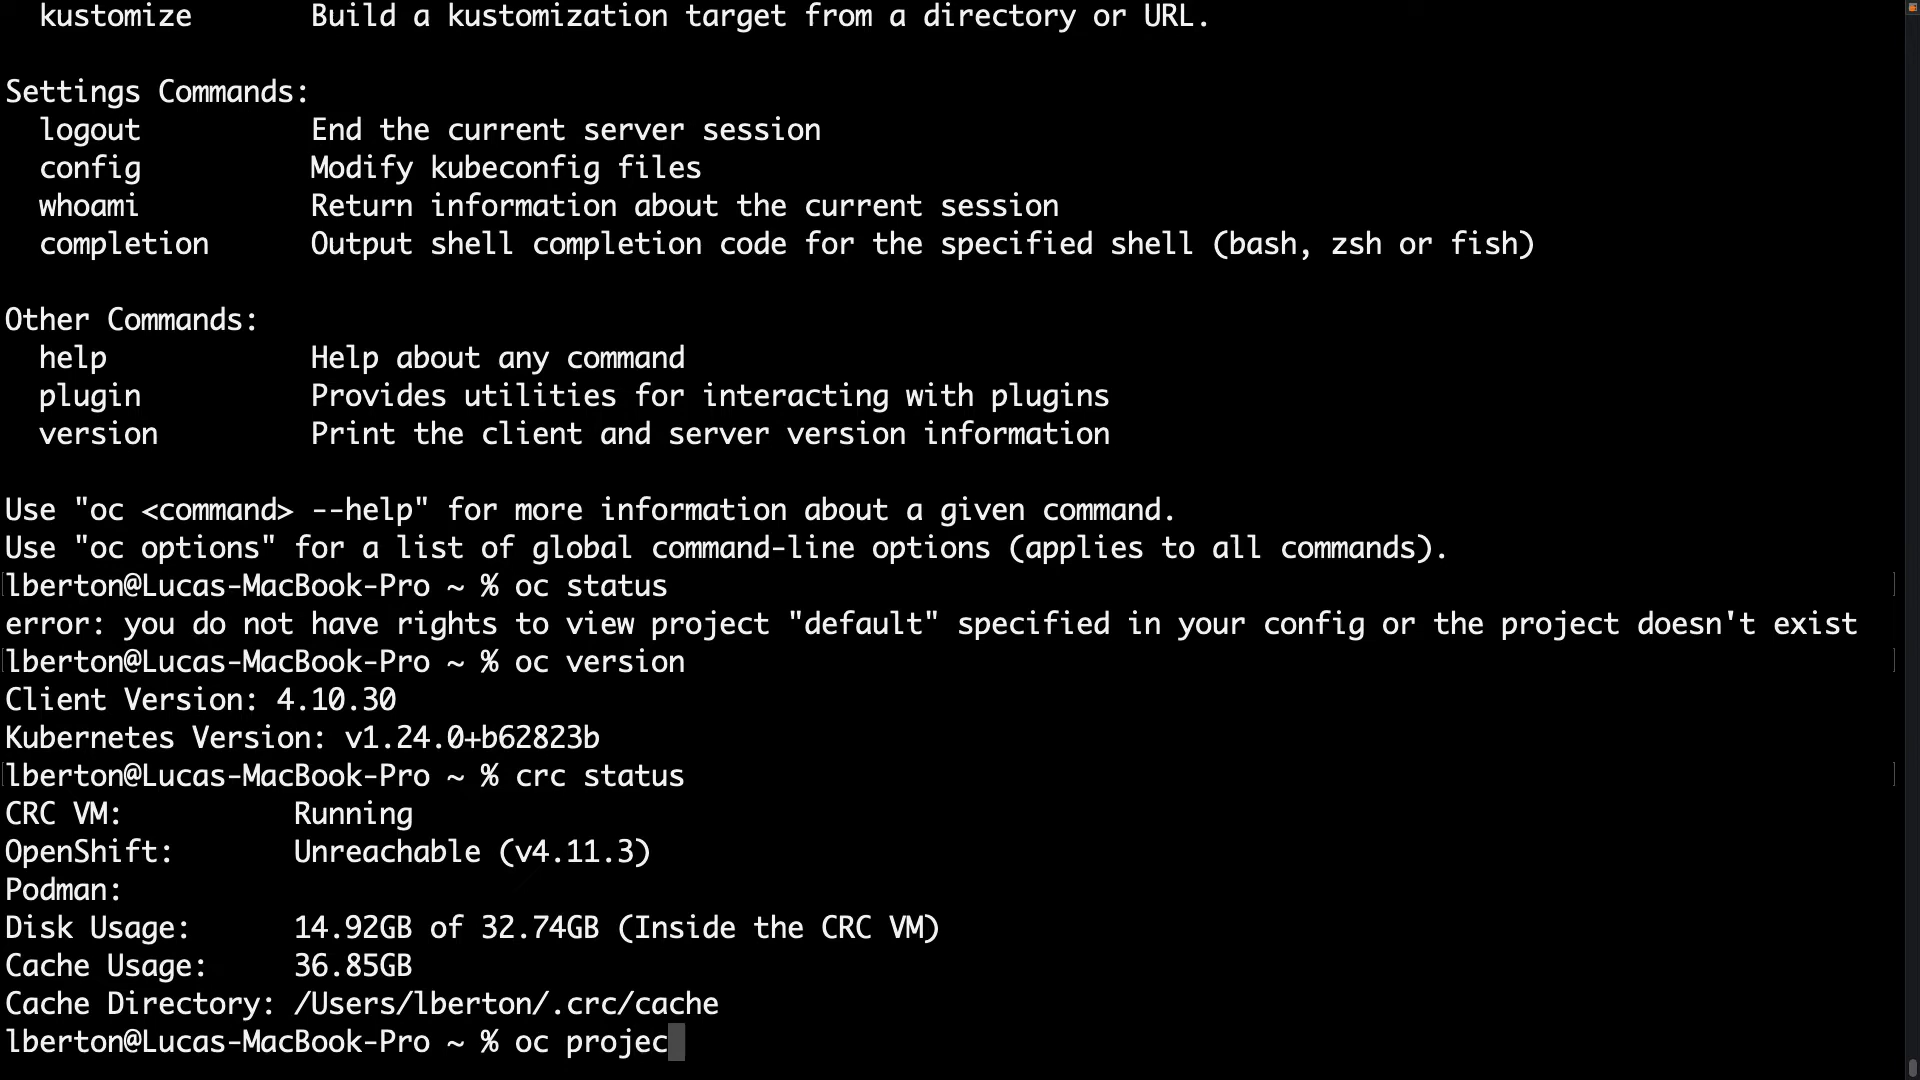 kustomize       Build a kustomization target from a directory or URL.

Settings Commands:
  logout          End the current server session
  config          Modify kubeconfig files
  whoami          Return information about the current session
  completion      Output shell completion code for the specified shell (bash, zsh or fish)

Other Commands:
  help            Help about any command
  plugin          Provides utilities for interacting with plugins
  version         Print the client and server version information

Use "oc <command> --help" for more information about a given command.
Use "oc options" for a list of global command-line options (applies to all commands).
lberton@Lucas-MacBook-Pro ~ % oc status
error: you do not have rights to view project "default" specified in your config or the project doesn't exist
lberton@Lucas-MacBook-Pro ~ % oc version
Client Version: 4.10.30
Kubernetes Version: v1.24.0+b62823b
lberton@Lucas-MacBook-Pro ~ % crc status
CRC VM:          Running
OpenShift:       Unreachable (v4.11.3)
Podman:
Disk Usage:      14.92GB of 32.74GB (Inside the CRC VM)
Cache Usage:     36.85GB
Cache Directory: /Users/lberton/.crc/cache
lberton@Lucas-MacBook-Pro ~ % oc projec